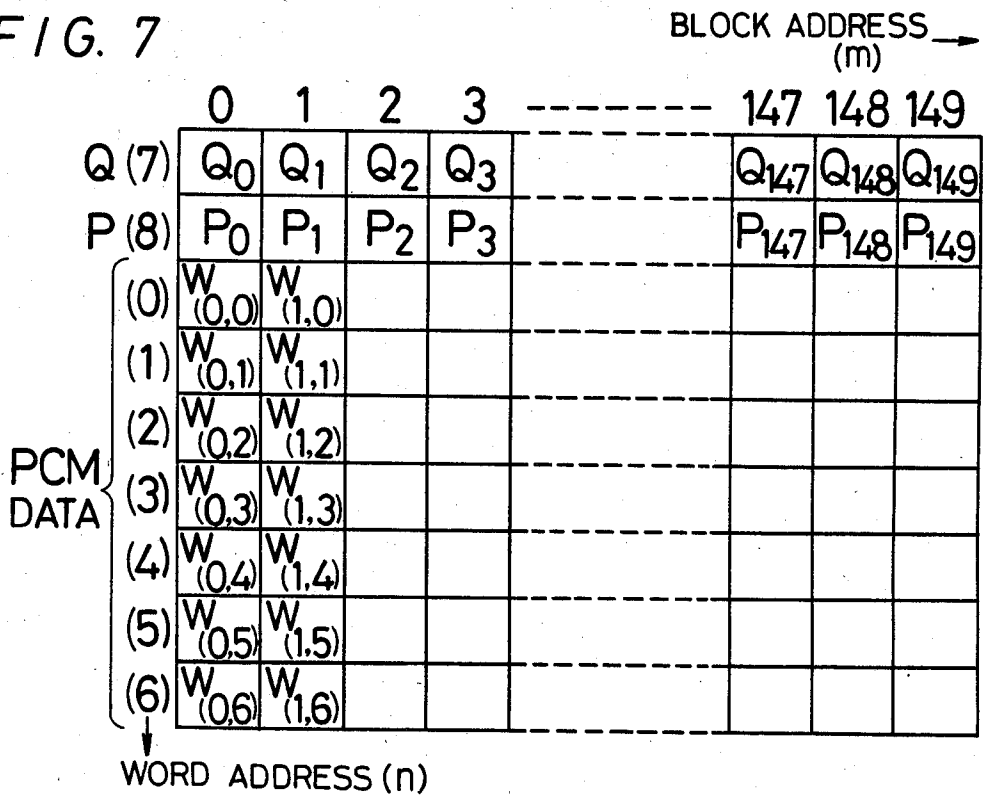 FIG. 7
BLOCK ADDRESS
(m)
0 1 2 3 147 148 149
Q (7) Q0 Q1 Q2 Q3 Q147 Q148 Q149
P (8) P0 P1 P2 P3 P147 P148 P149
(0) W(0,0) W(1,0)
(1) W(0,1) W(1,1)
(2) W(0,2) W(1,2)
PCM DATA
(3) W(0,3) W(1,3)
(4) W(0,4) W(1,4)
(5) W(0,5) W(1,5)
(6) W(0,6) W(1,6)
WORD ADDRESS (n)